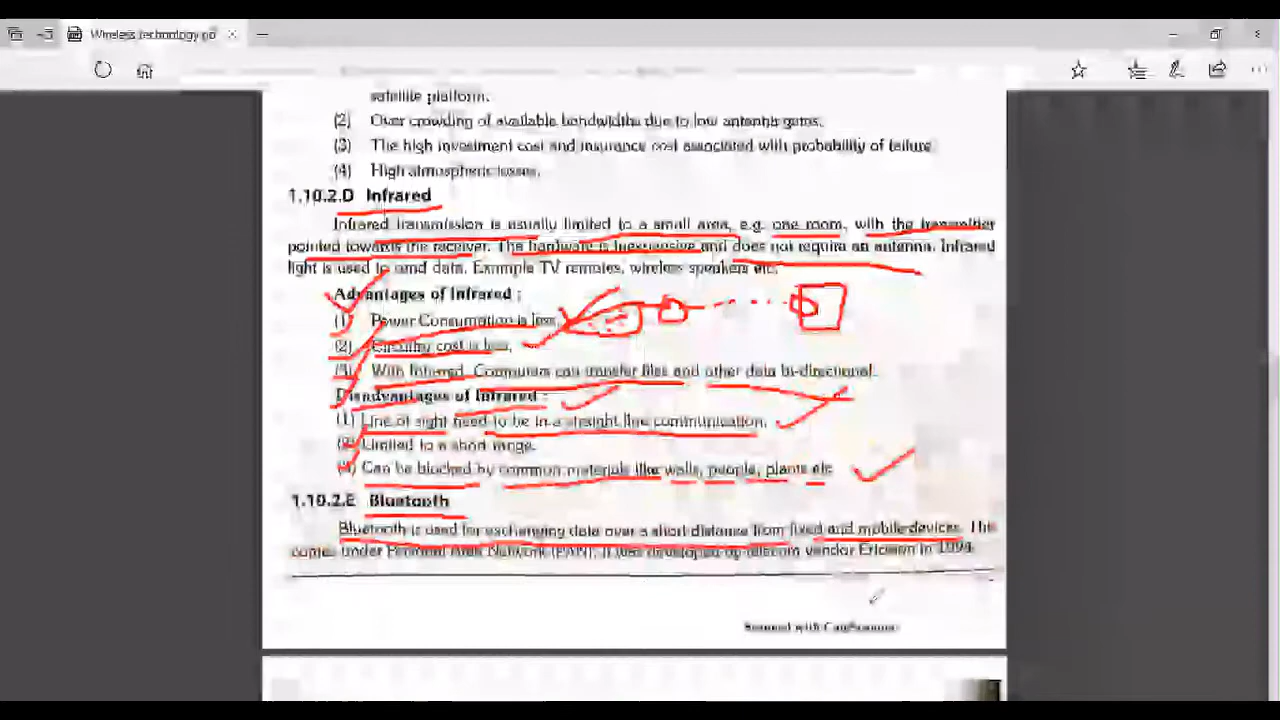 Wireless technology pd
satellite platform.
(2) Over crowding of available bandwidths due to low antenna gains.
(3) The high investment cost and insurance cost associated with probability of failure.
(4) High atmospheric losses.
1.10.2.D Infrared
Infrared transmission is usually limited to a small area, e.g. one room, with the transmitter
pointed towards the receiver. The hardware is inexpensive and does not require an antenna. Infrared
light is used to send data. Example TV remotes, wireless speakers etc.
Advantages of Infrared :
(1) Power Consumption is less.
(2) Circuitry cost is less.
(3) With Infrared, Computers can transfer files and other data bi-directional.
Disadvantages of Infrared :
(1) Line of sight need to be in a straight line communication.
(2) Limited to a short range.
(3) Can be blocked by common materials like walls, people, plants etc
1.10.2.E Bluetooth
Bluetooth is used for exchanging data over a short distance from fixed and mobile devices. This
comes under Personal Area Network (PAN). It was developed by telecom vendor Ericsson in 1994.
Scanned with CamScanner